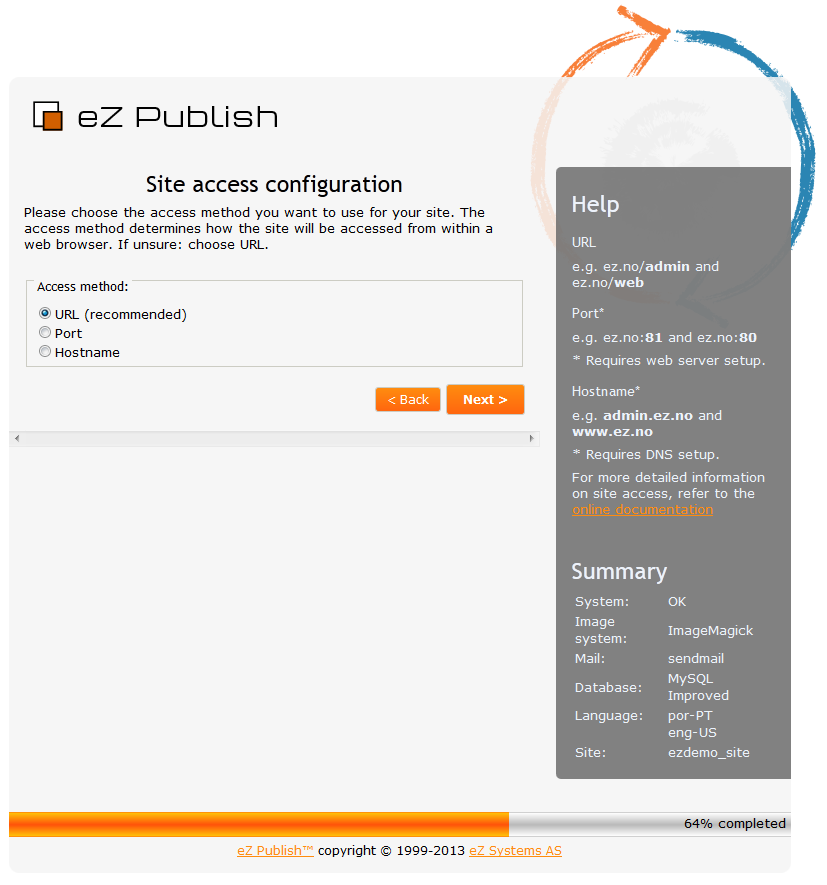 eZ Publish
Site access configuration
Please choose the access method you want to use for your site. The
access method determines how the site will be accessed from within a
web browser. If unsure: choose URL.
Access method:
URL (recommended)
Port
Hostname
< Back
Next >
Help
URL
e.g. ez.no/admin and
ez.no/web
Port*
e.g. ez.no:81 and ez.no:80
* Requires web server setup.
Hostname*
e.g. admin.ez.no and
www.ez.no
* Requires DNS setup.
For more detailed information
on site access, refer to the
online documentation
Summary
System: OK
Image
system: ImageMagick
Mail: sendmail
Database: MySQL
Improved
Language: por-PT
eng-US
Site: ezdemo_site
64% completed
eZ Publish™ copyright © 1999-2013 eZ Systems AS